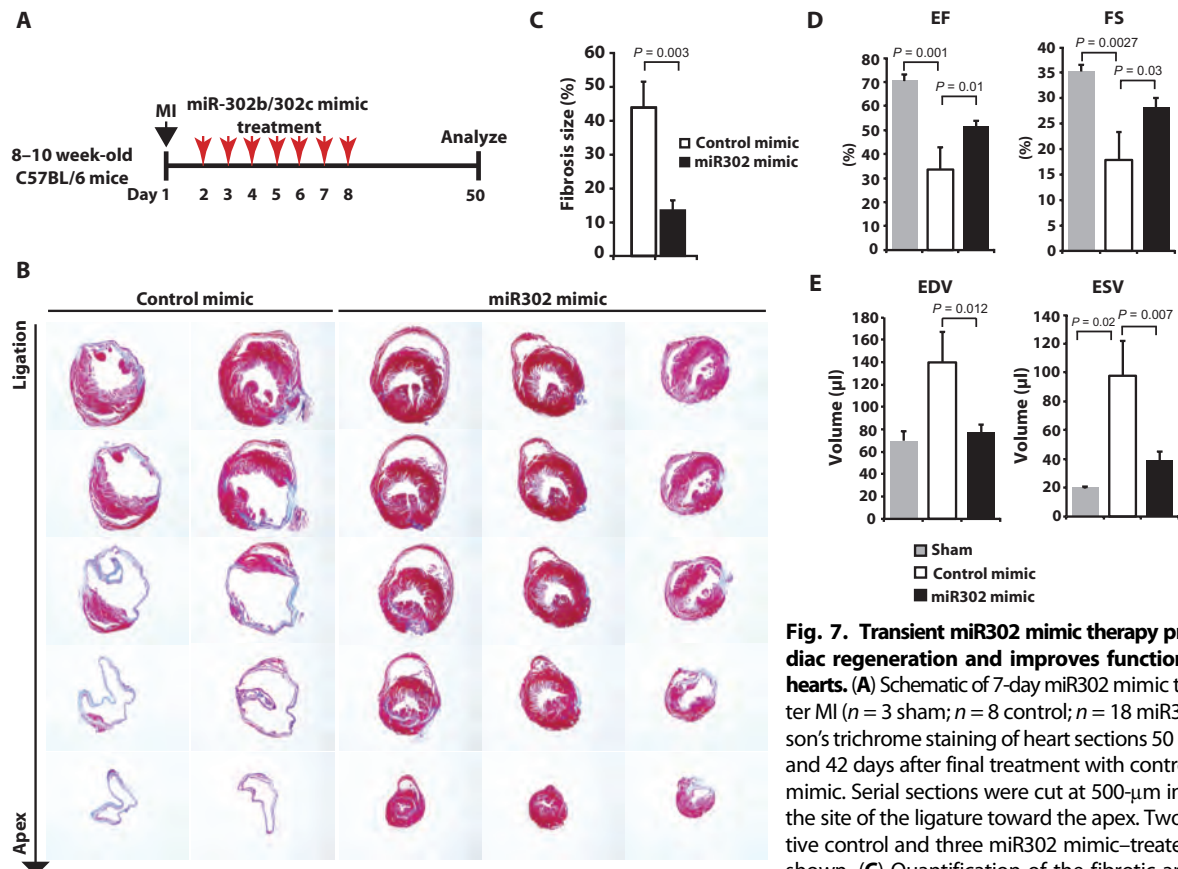 A
MI
miR-302b/302c mimic
treatment
Analyze
8–10 week-old
C57BL/6 mice
Day 1 2 3 4 5 6 7 8 50
B
Control mimic miR302 mimic
Ligation
Apex
C
Fibrosis size (%)
60
50
40
30
20
10
0
P = 0.003
Control mimic
miR302 mimic
D
EF
(%)
80
70
60
50
40
30
20
10
0
P = 0.001
P = 0.01
FS
(%)
40
35
30
25
20
15
10
5
0
P = 0.0027
P = 0.03
E
EDV
Volume (µl)
180
160
140
120
100
80
60
40
20
0
P = 0.012
ESV
Volume (µl)
140
120
100
80
60
40
20
0
P = 0.02
P = 0.007
Sham
Control mimic
miR302 mimic
Fig. 7. Transient miR302 mimic therapy pr
diac regeneration and improves function
hearts. (A) Schematic of 7-day miR302 mimic t
ter MI (n = 3 sham; n = 8 control; n = 18 miR3
son's trichrome staining of heart sections 50
and 42 days after final treatment with contro
mimic. Serial sections were cut at 500-µm in
the site of the ligature toward the apex. Two
tive control and three miR302 mimic–treate
shown. (C) Quantification of the fibrotic ar